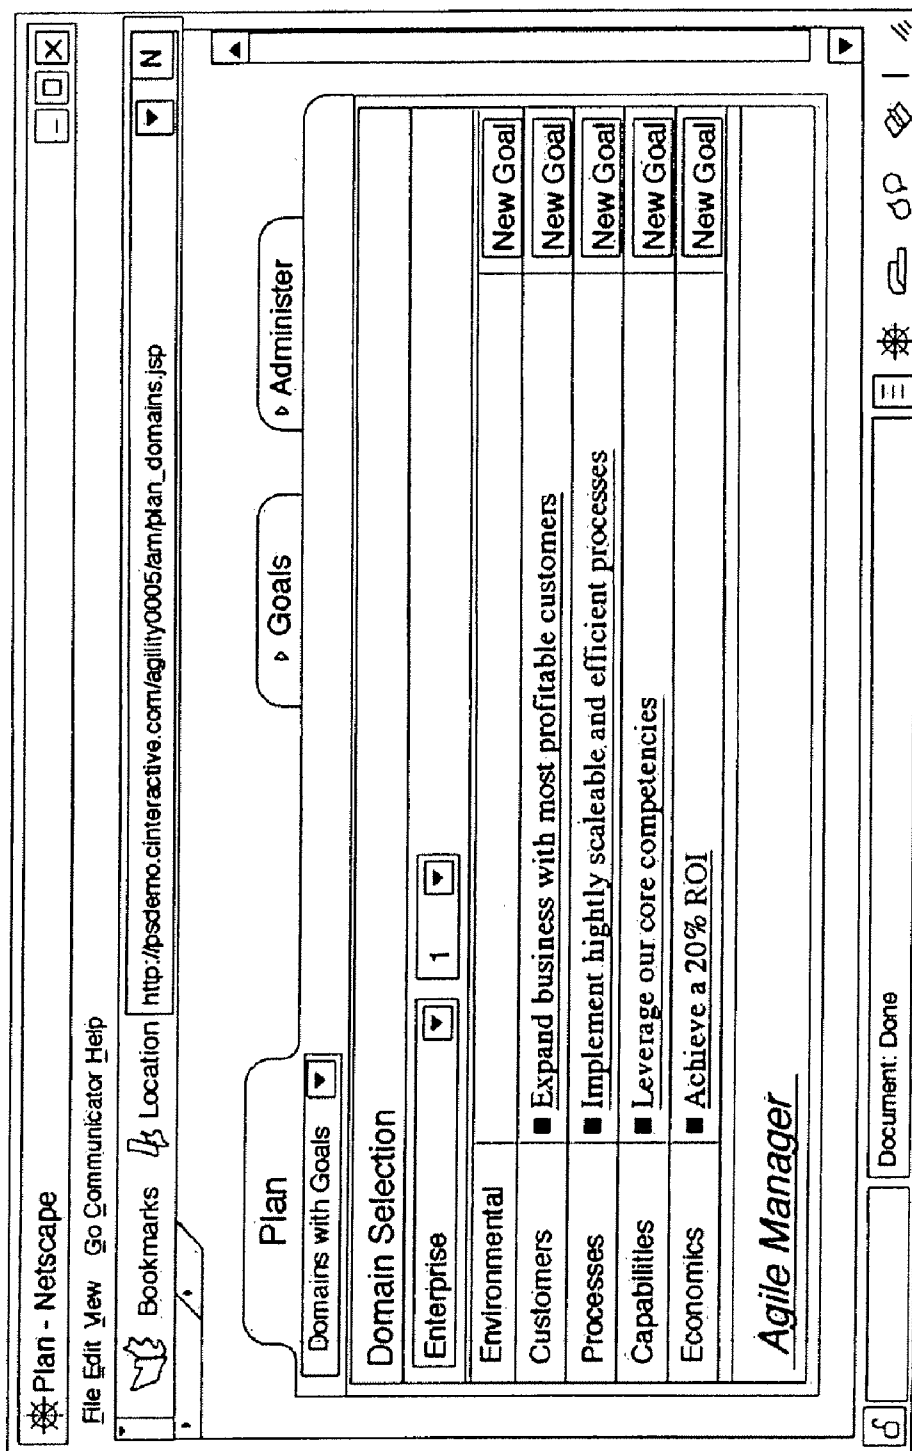 Plan - Netscape
File Edit View Go Communicator Help
Bookmarks Location http://psdemo.cinteractive.com/agility0005/am/plan_domains.jsp N
Plan Goals Administer
Domains with Goals
Domain Selection
Enterprise 1
Environmental New Goal
Customers Expand business with most profitable customers New Goal
Processes Implement hightly scaleable and efficient processes New Goal
Capabilities Leverage our core competencies New Goal
Economics Achieve a 20% ROI New Goal
Agile Manager
Document: Done